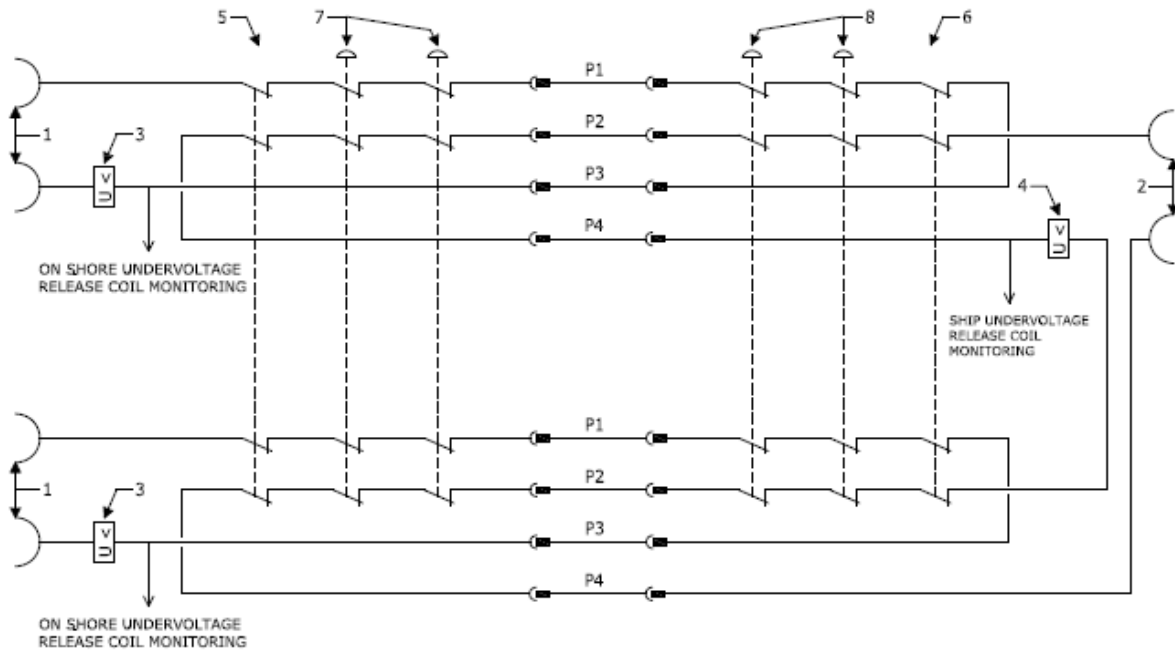 5 7 8 6
P1
1 3 P2
P3 4 2
U <
U <
P4
ON SHORE UNDERVOLTAGE
RELEASE COIL MONITORING
SHIP UNDERVOLTAGE
RELEASE COIL
MONITORING
P1
1 3 P2
P3
U <
P4
ON SHORE UNDERVOLTAGE
RELEASE COIL MONITORING